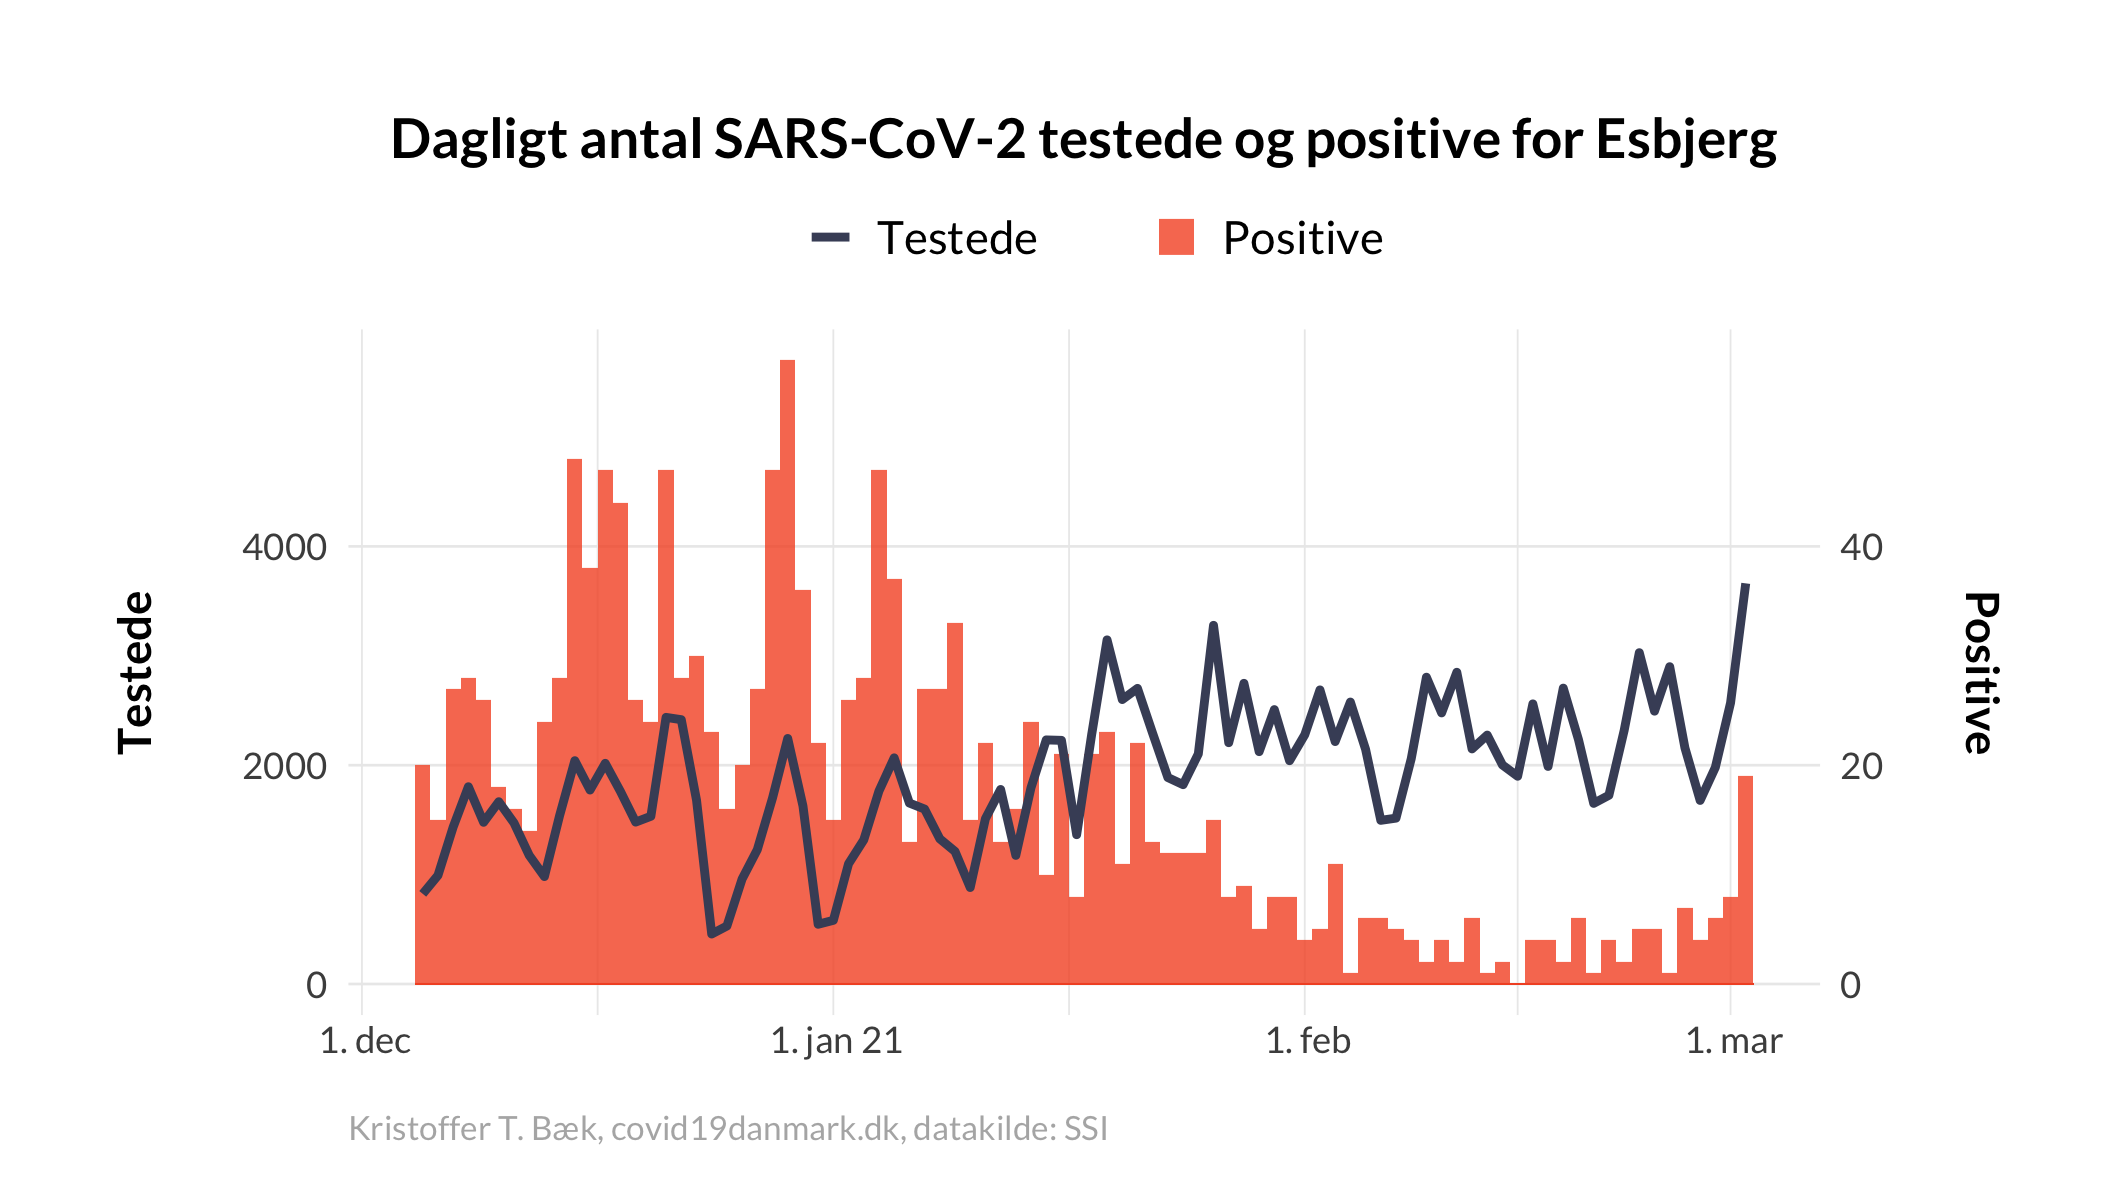 Dagligt antal SARS-CoV-2 testede og positive for Esbjerg
Testede
Positive
4000
2000
0
Testede
40
20
0
Positive
1. dec
1. jan 21
1. feb
1. mar
Kristoffer T. Bæk, covid19danmark.dk, datakilde: SSI